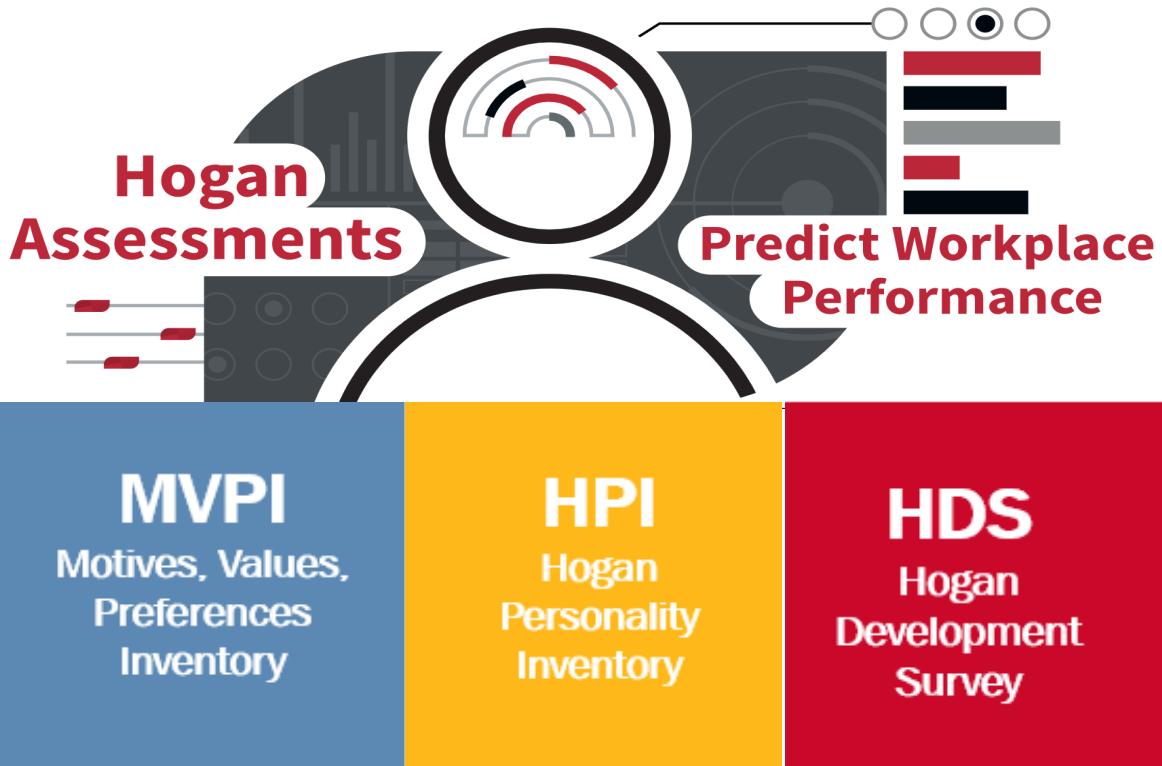 Hogan
Assessments
Predict Workplace
Performance
MVPI
Motives, Values,
Preferences
Inventory
HPI
Hogan
Personality
Inventory
HDS
Hogan
Development
Survey